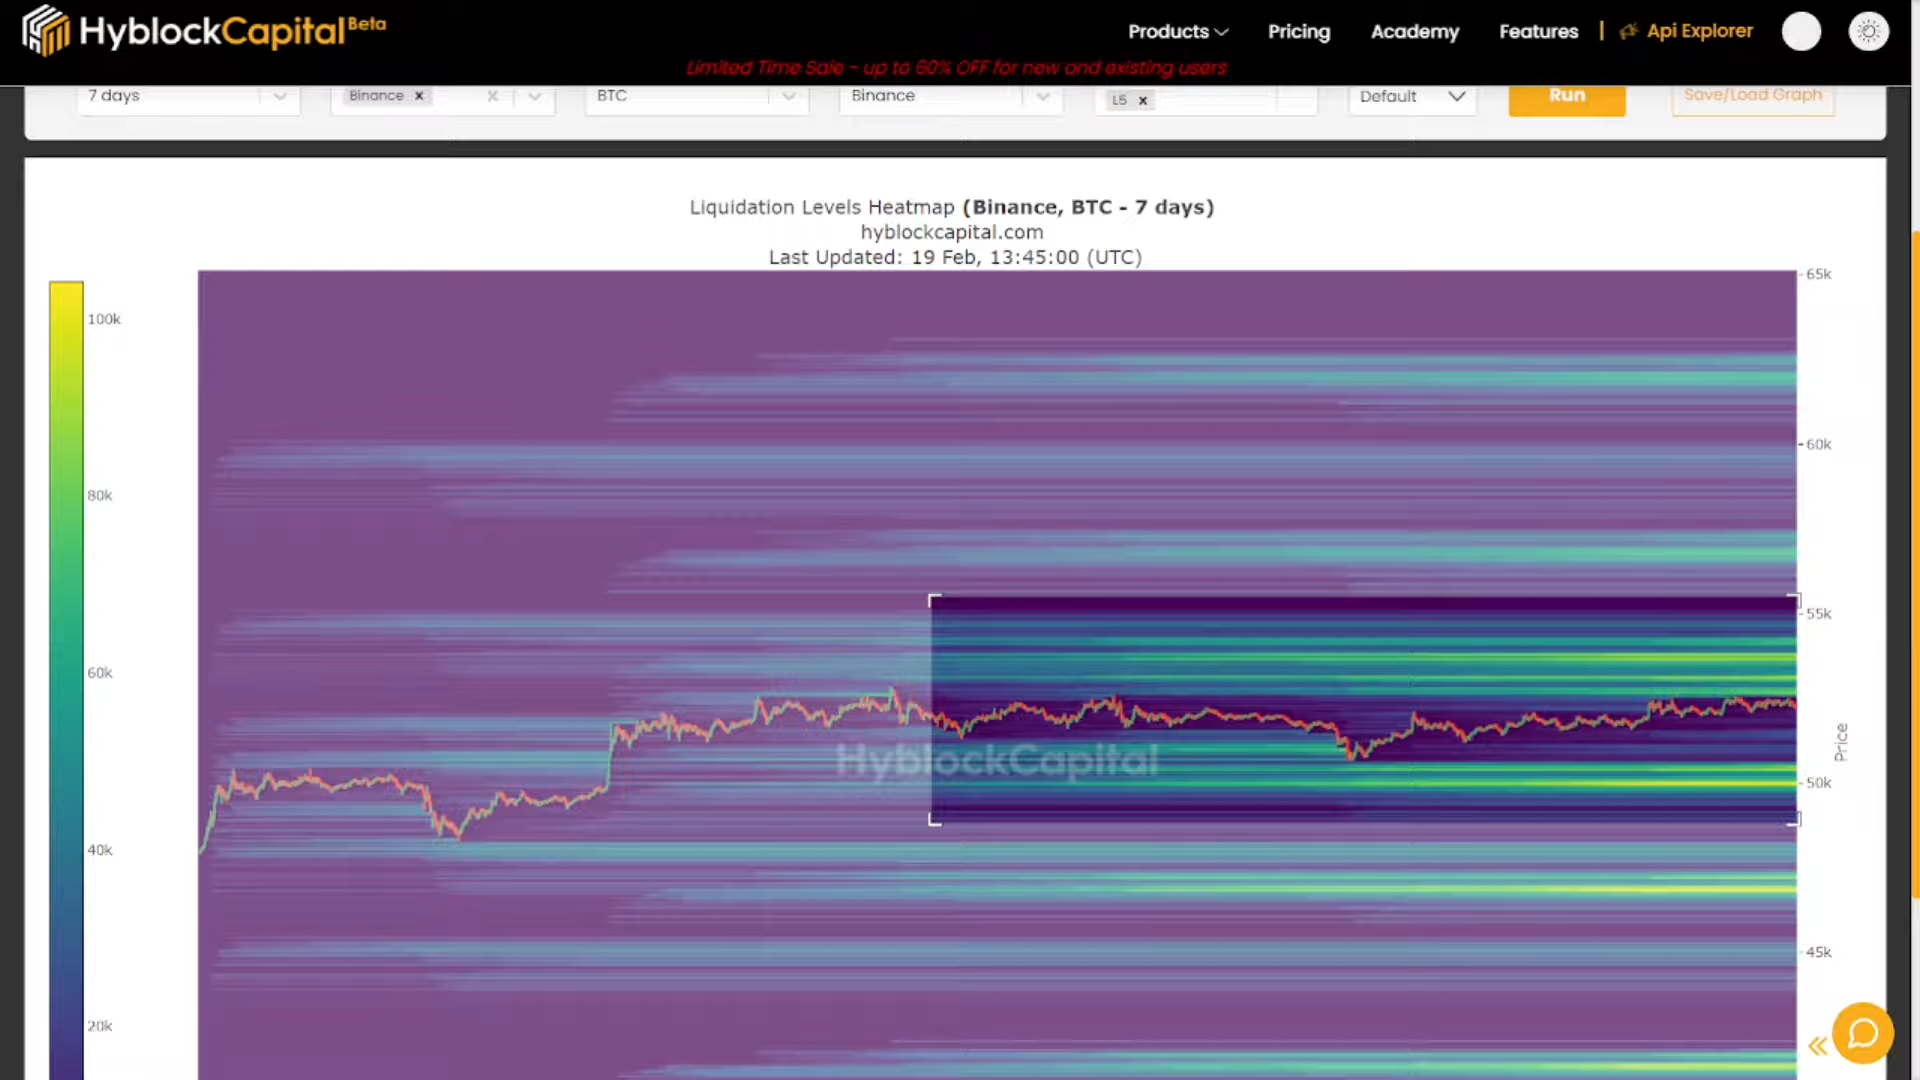 HyblockCapital Beta
Products Pricing Academy Features | Api Explorer
Limited Time Sale - up to 60% OFF for new and existing users
7 days Binance × BTC Binance L5 × Default Run Save/Load Graph
Liquidation Levels Heatmap (Binance, BTC - 7 days)
hyblockcapital.com
Last Updated: 19 Feb, 13:45:00 (UTC)
100k
80k
60k
40k
20k
65k
60k
55k
50k
45k
Price
HyblockCapital